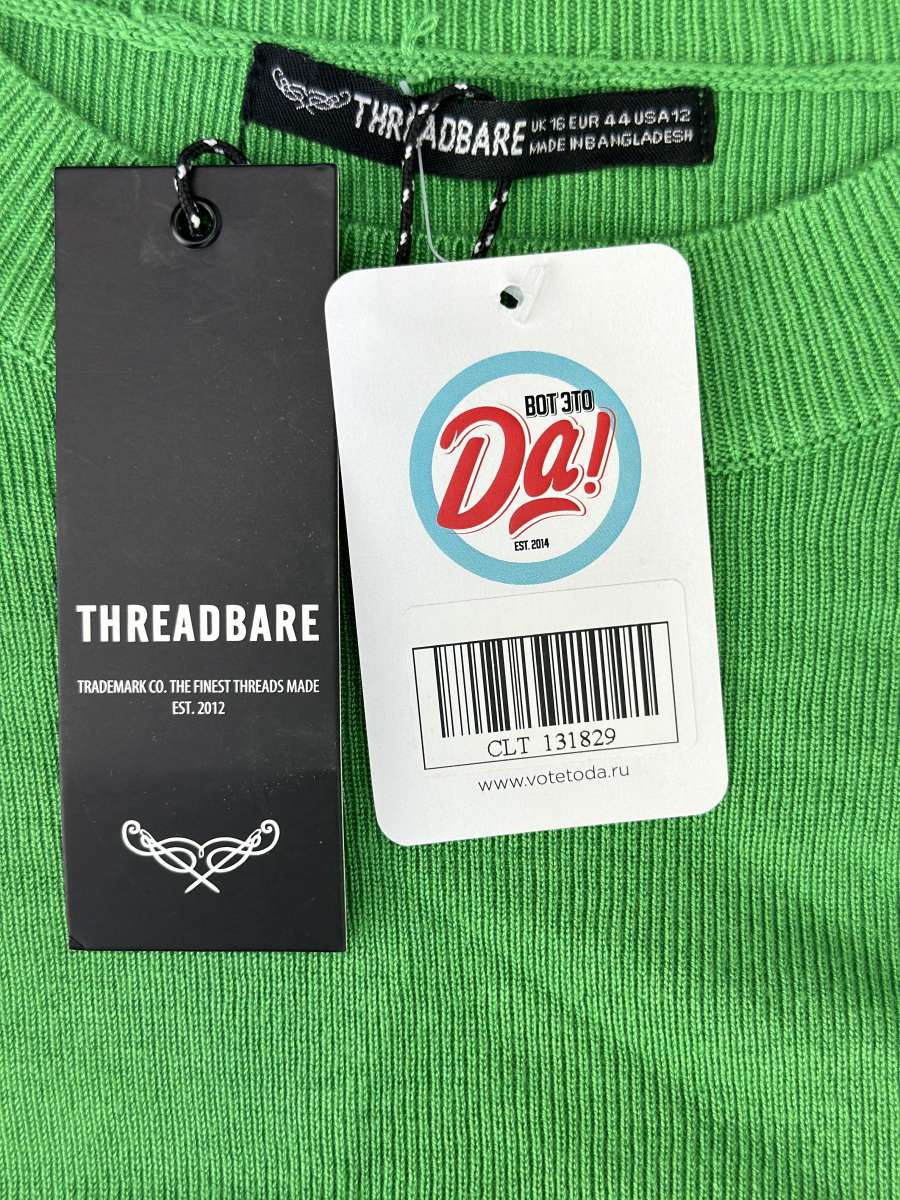 THREADBARE
UK 16 EUR 44 USA 12
MADE IN BANGLADESH
THREADBARE
TRADEMARK CO. THE FINEST THREADS MADE
EST. 2012
ВОТ ЭТО
Да!
EST. 2014
CLT 131829
www.votetoda.ru